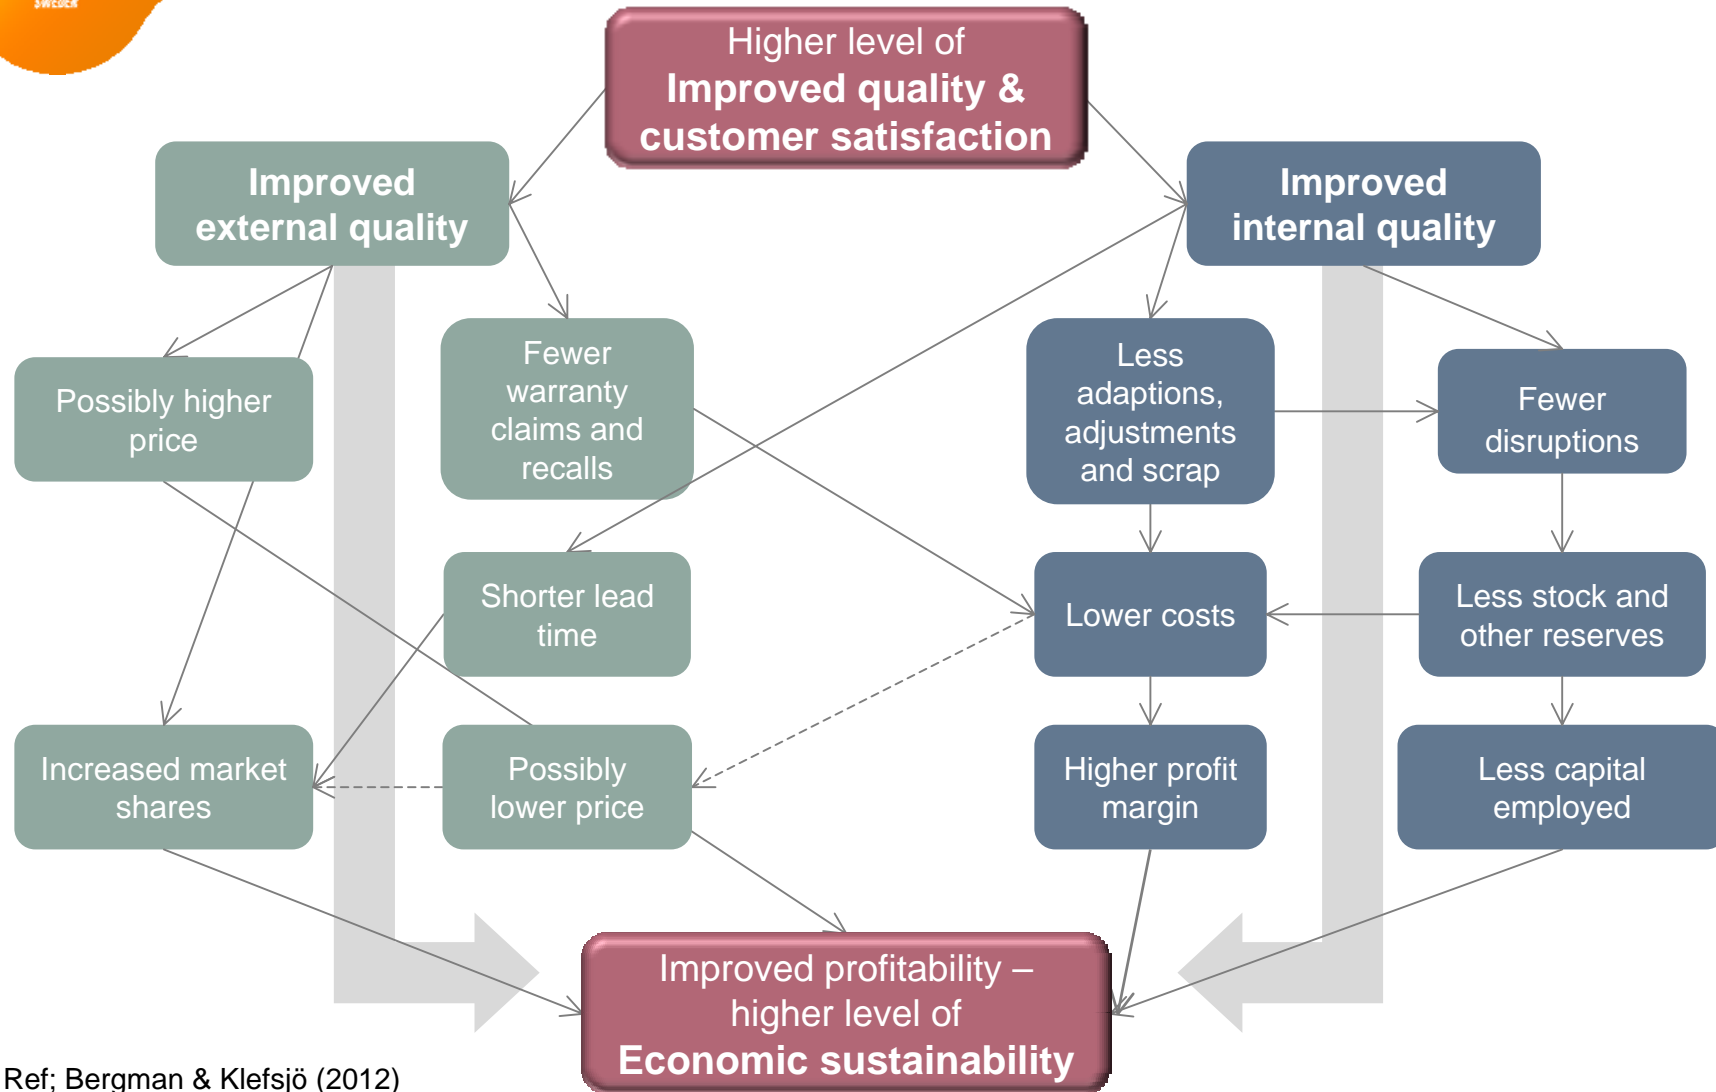 SWEDEN
Higher level of
Improved quality &
customer satisfaction
Improved
external quality
Improved
internal quality
Possibly higher
price
Fewer
warranty
claims and
recalls
Less
adaptions,
adjustments
and scrap
Fewer
disruptions
Shorter lead
time
Lower costs
Less stock and
other reserves
Increased market
shares
Possibly
lower price
Higher profit
margin
Less capital
employed
Improved profitability –
higher level of
Economic sustainability
Ref; Bergman & Klefsjö (2012)